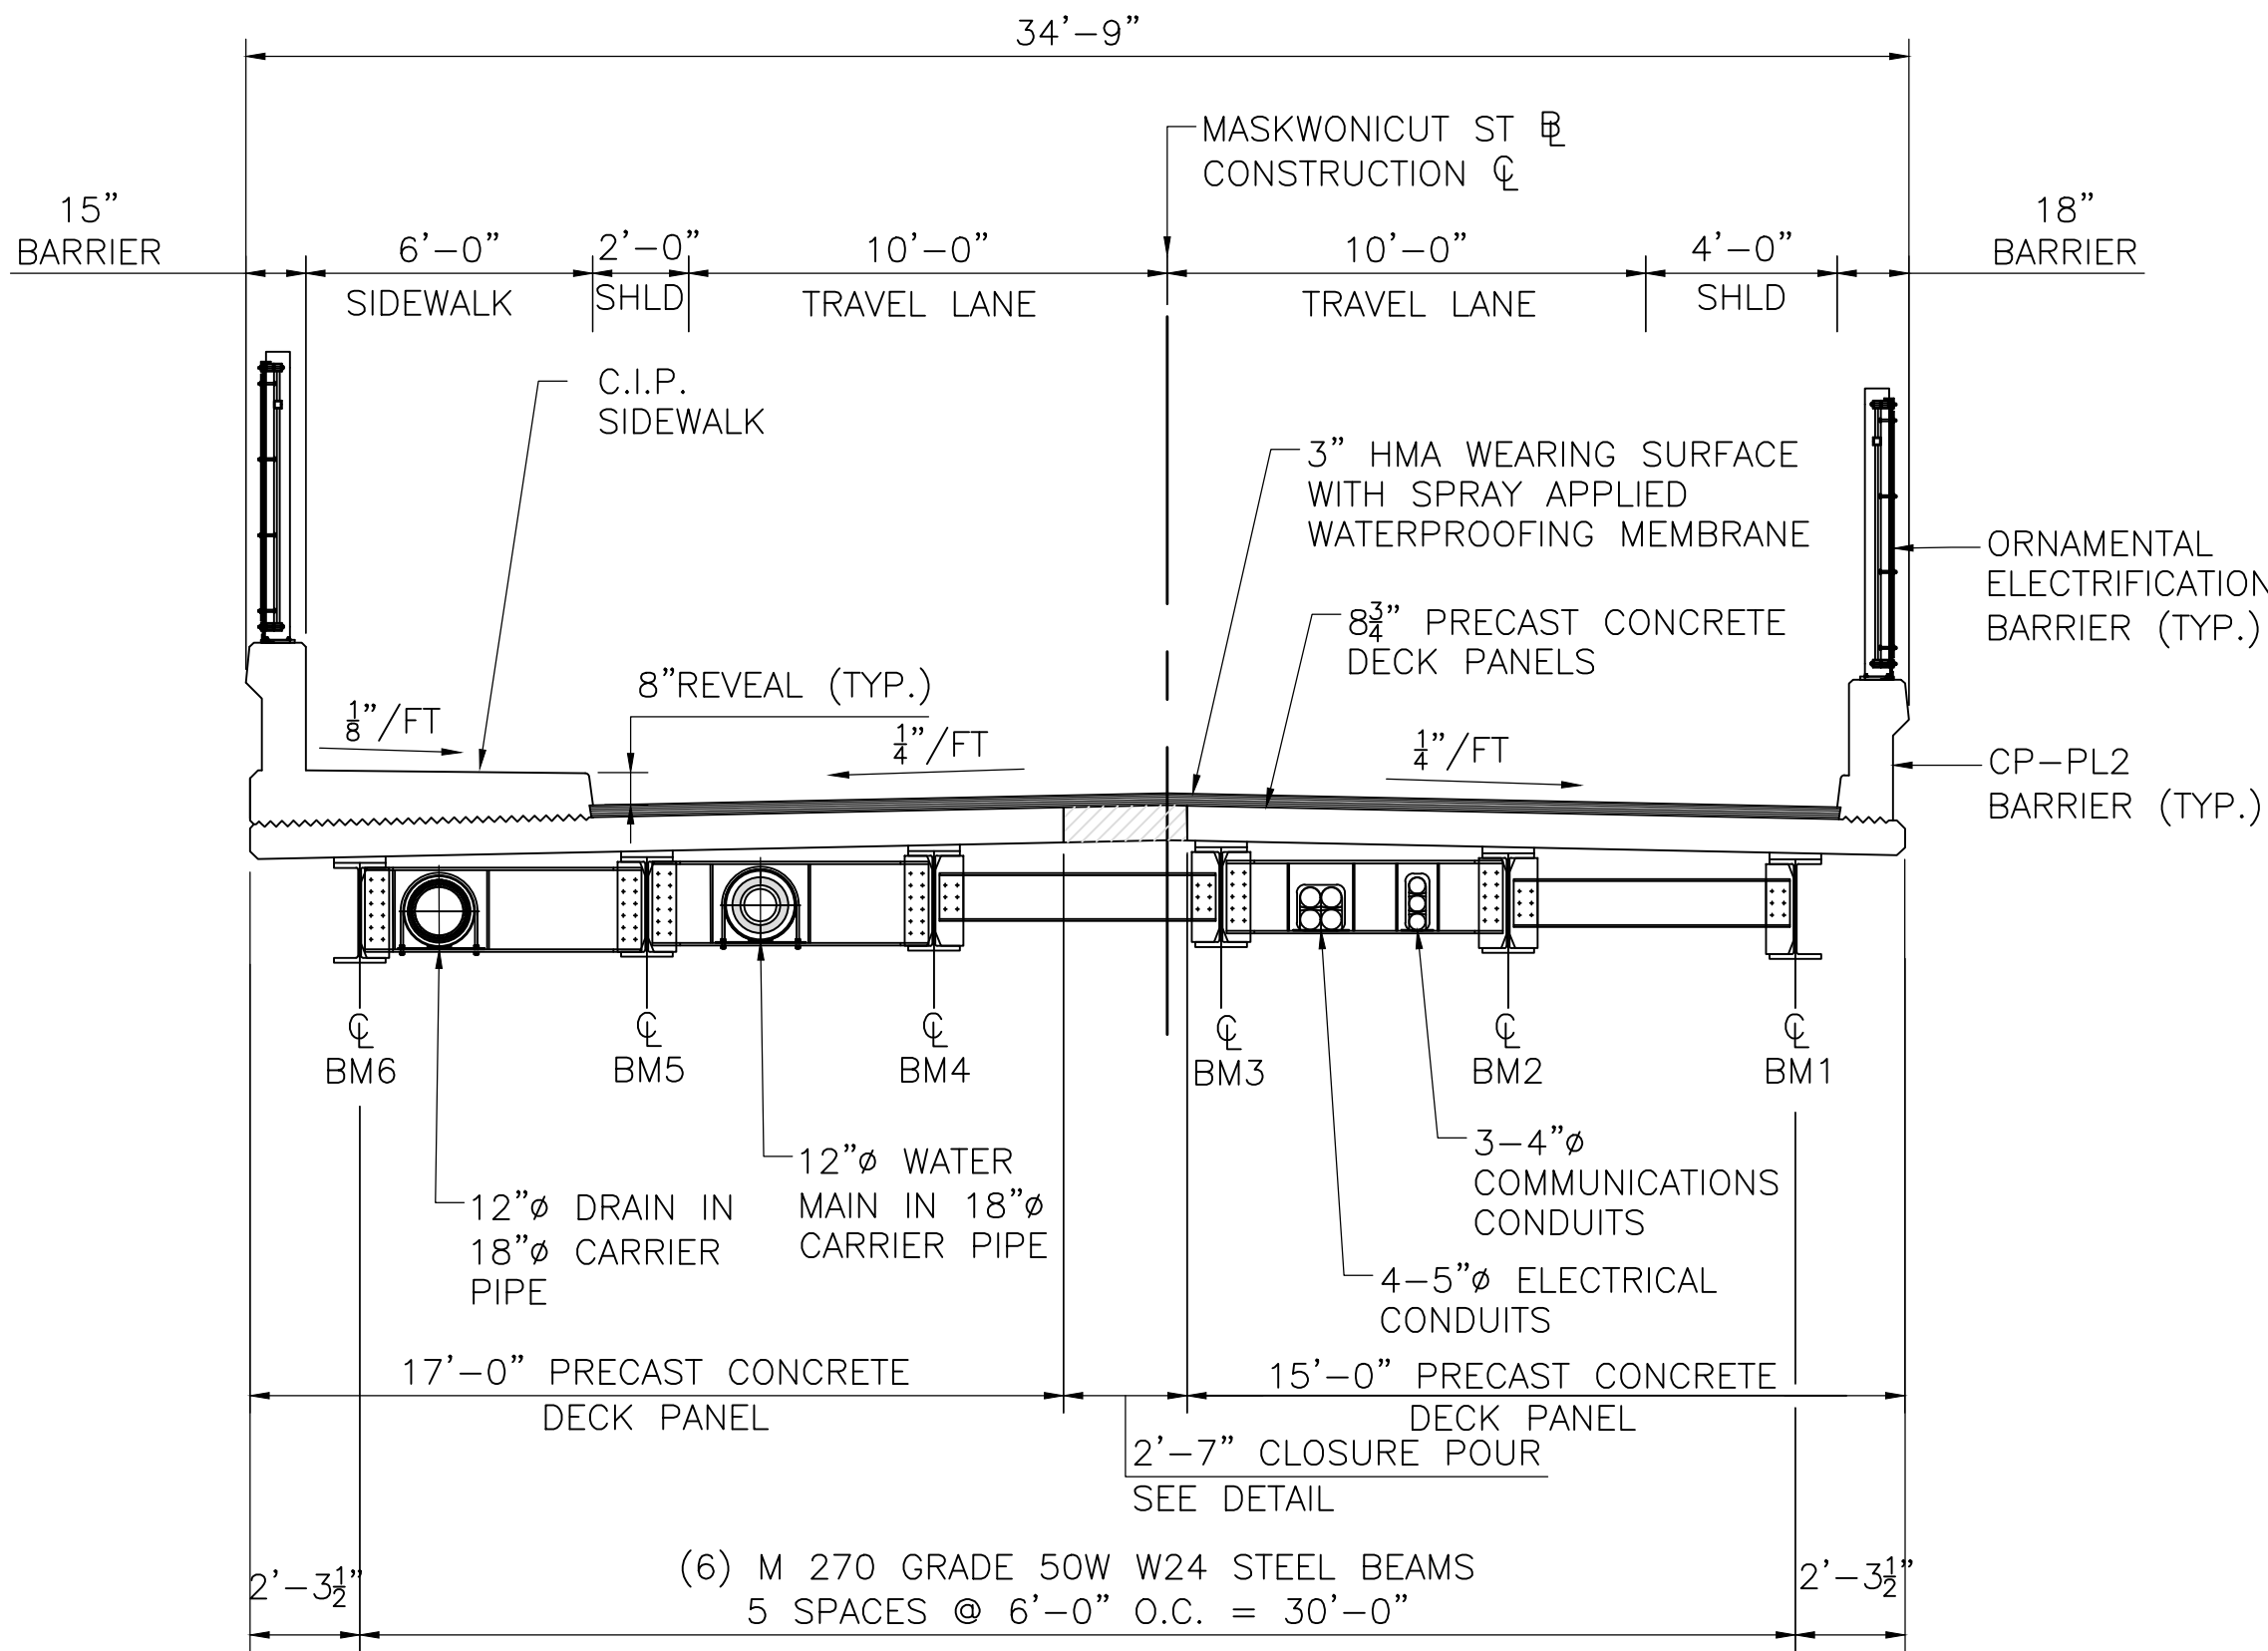 34'-9"
MASKWONICUT ST ⅊
CONSTRUCTION ℄
15"
BARRIER
6'-0"
SIDEWALK
2'-0"
SHLD
10'-0"
TRAVEL LANE
10'-0"
TRAVEL LANE
4'-0"
SHLD
18"
BARRIER
C.I.P.
SIDEWALK
3" HMA WEARING SURFACE
WITH SPRAY APPLIED
WATERPROOFING MEMBRANE
ORNAMENTAL
ELECTRIFICATION
BARRIER (TYP.)
8¾" PRECAST CONCRETE
DECK PANELS
8"REVEAL (TYP.)
⅛"/FT
¼"/FT
¼"/FT
CP-PL2
BARRIER (TYP.)
℄
BM6
℄
BM5
℄
BM4
℄
BM3
℄
BM2
℄
BM1
12"ø DRAIN IN
18"ø CARRIER
PIPE
12"ø WATER
MAIN IN 18"ø
CARRIER PIPE
3-4"ø
COMMUNICATIONS
CONDUITS
4-5"ø ELECTRICAL
CONDUITS
17'-0" PRECAST CONCRETE
DECK PANEL
15'-0" PRECAST CONCRETE
DECK PANEL
2'-7" CLOSURE POUR
SEE DETAIL
2'-3½"
(6) M 270 GRADE 50W W24 STEEL BEAMS
5 SPACES @ 6'-0" O.C. = 30'-0"
2'-3½"